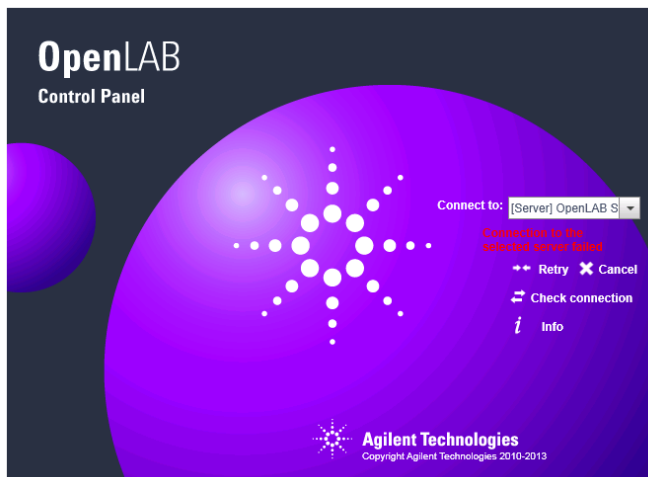 OpenLAB
Control Panel
Connect to: [Server] OpenLAB S
Connection to the
selected server failed
Retry Cancel
Check connection
i Info
Agilent Technologies
Copyright Agilent Technologies 2010-2013